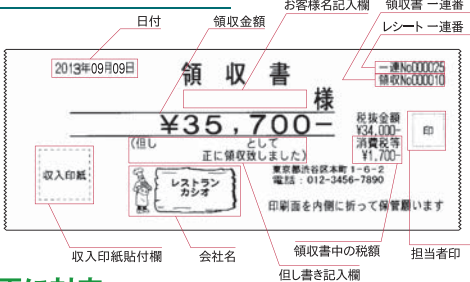 お客様名記入欄
領収書 一連番
日付
領収金額
レシート 一連番
2013年09月09日
領収書
一連No000025
領収No000010
様
¥35,700-
税抜金額
¥34,000-
(但し として
正に領収致しました)
消費税等
¥1,700-
印
収入印紙
レストラン
カシオ
東京都渋谷区本町1-6-2
電話:012-3456-7890
印刷面を内側に折って保管願います
収入印紙貼付欄
会社名
領収書中の税額
担当者印
但し書き記入欄